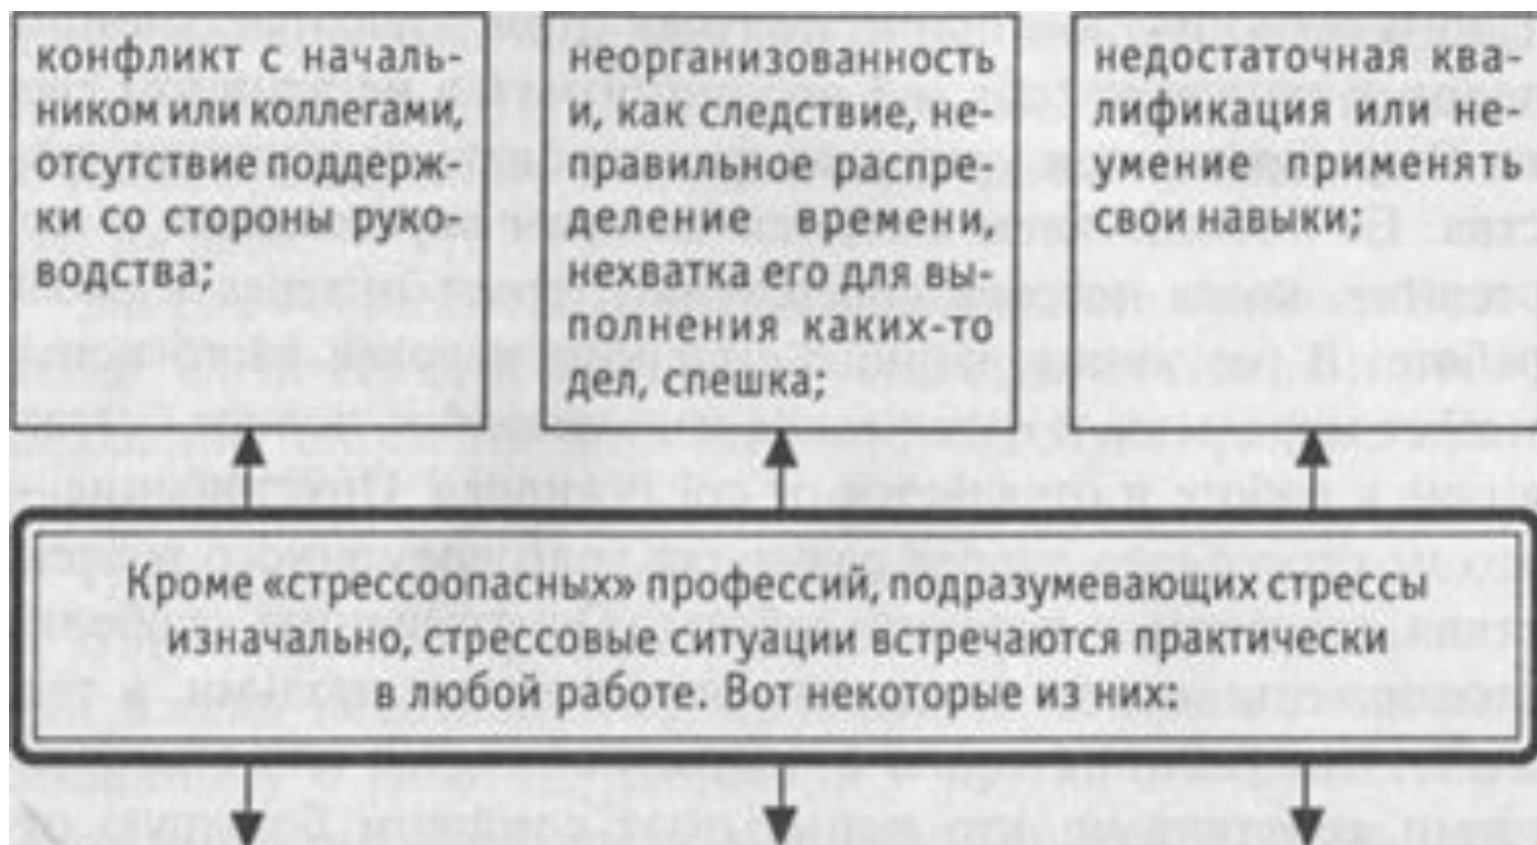 конфликт с началь-
ником или коллегами,
отсутствие поддерж-
ки со стороны руко-
водства;
неорганизованность
и, как следствие, не-
правильное распре-
деление времени,
нехватка его для вы-
полнения каких-то
дел, спешка;
недостаточная ква-
лификация или не-
умение применять
свои навыки;
Кроме «стрессоопасных» профессий, подразумевающих стрессы
изначально, стрессовые ситуации встречаются практически
в любой работе. Вот некоторые из них: